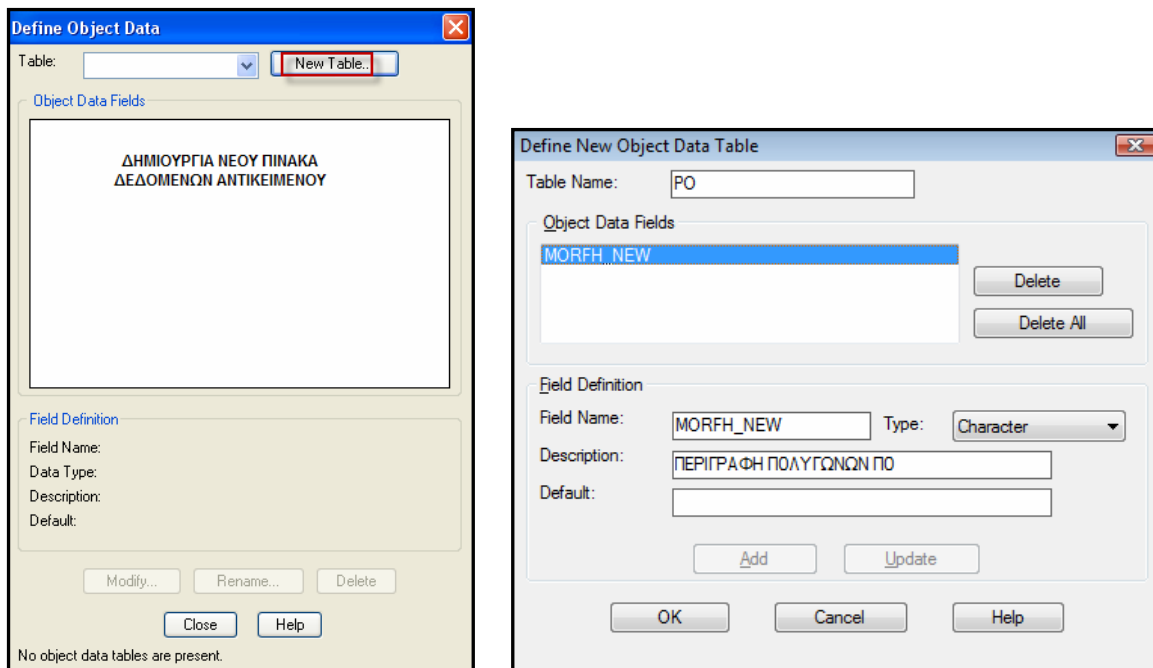 Define Object Data
Table:
New Table..
Object Data Fields
ΔΗΜΙΟΥΡΓΙΑ ΝΕΟΥ ΠΙΝΑΚΑ
ΔΕΔΟΜΕΝΩΝ ΑΝΤΙΚΕΙΜΕΝΟΥ
Field Definition
Field Name:
Data Type:
Description:
Default:
Modify... Rename... Delete
Close Help
No object data tables are present.
Define New Object Data Table
Table Name: PO
Object Data Fields
MORFH_NEW
Delete
Delete All
Field Definition
Field Name: MORFH_NEW Type: Character
Description: ΠΕΡΙΓΡΑΦΗ ΠΟΛΥΓΩΝΩΝ ΠΟ
Default:
Add Update
OK Cancel Help